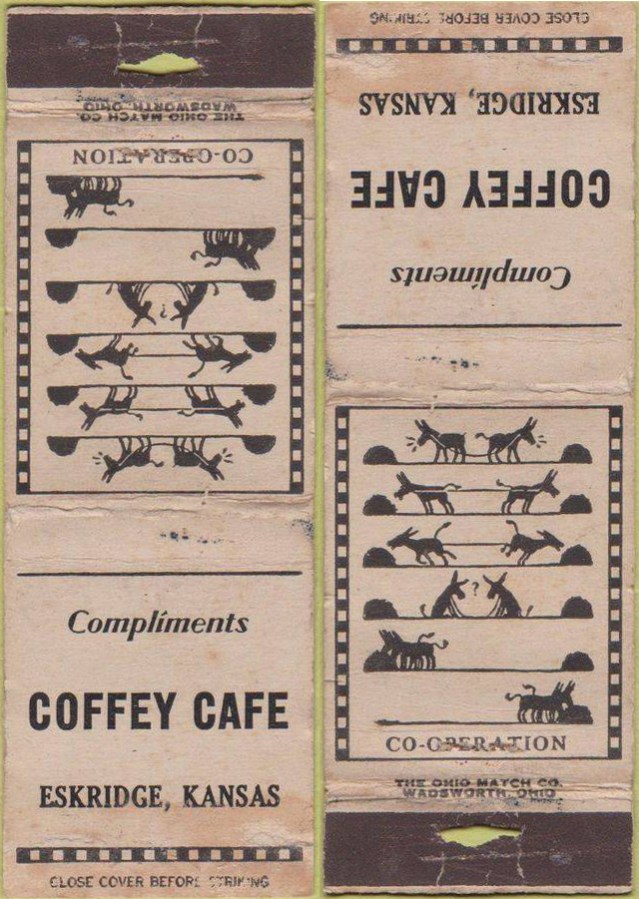 THE OHIO MATCH CO.
WADSWORTH, OHIO
CO-OPERATION
?
Compliments
COFFEY CAFE
ESKRIDGE, KANSAS
CLOSE COVER BEFORE STRIKING
CLOSE COVER BEFORE STRIKING
ESKRIDGE, KANSAS
COFFEY CAFE
Compliments
?
CO-OPERATION
THE OHIO MATCH CO.
WADSWORTH, OHIO